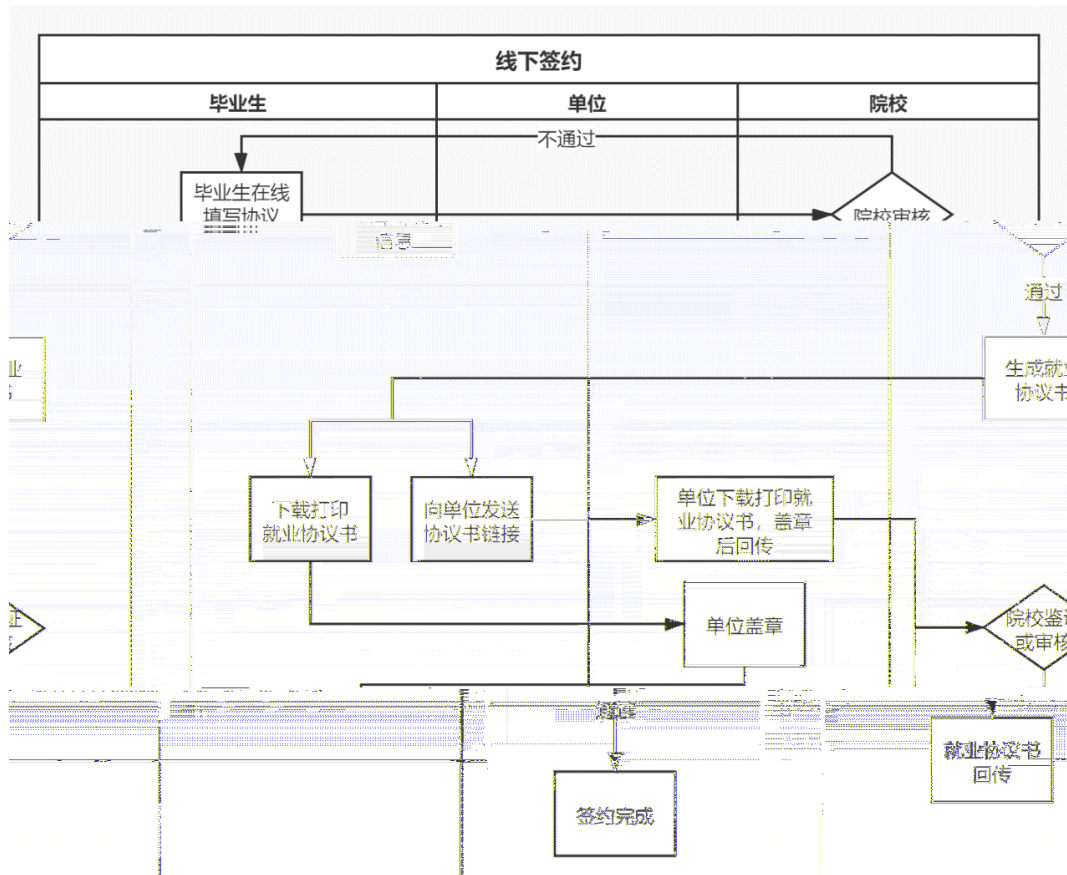 线下签约
毕业生
单位
院校
不通过
毕业生在线
填写协议
院校审核
信息
通过
生成就业
协议书
下载打印
就业协议书
向单位发送
协议书链接
单位下载打印就
业协议书，盖章
后回传
单位盖章
院校鉴证
或审核
就业协议书
回传
签约完成